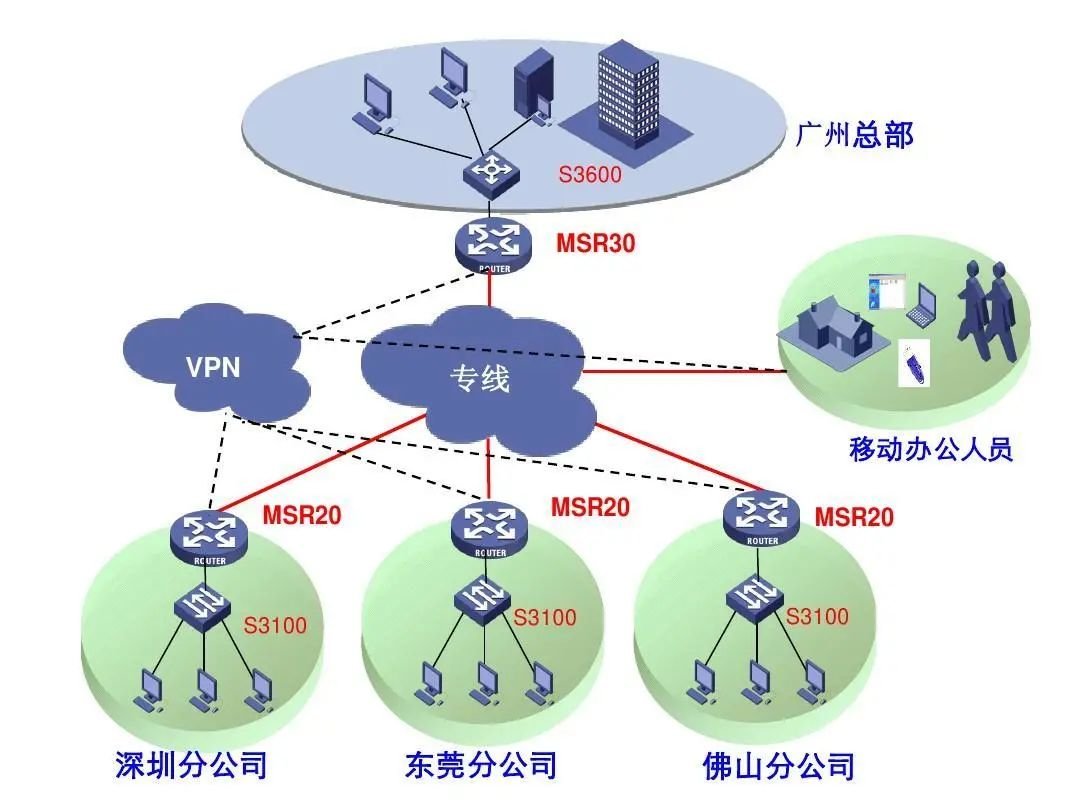 广州总部
S3600
MSR30
ROUTER
VPN
专线
移动办公人员
MSR20
MSR20
MSR20
ROUTER
ROUTER
ROUTER
S3100
S3100
S3100
深圳分公司
东莞分公司
佛山分公司